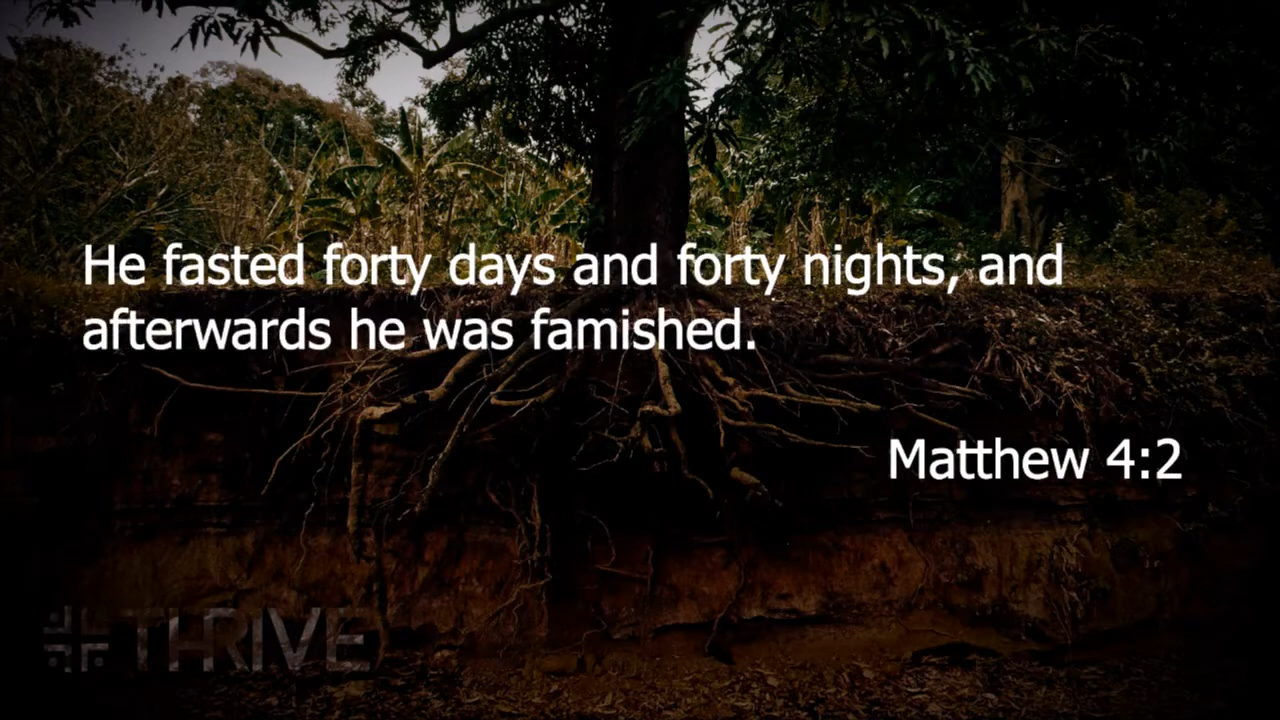 He fasted forty days and forty nights, and
afterwards he was famished.
Matthew 4:2
THRIVE